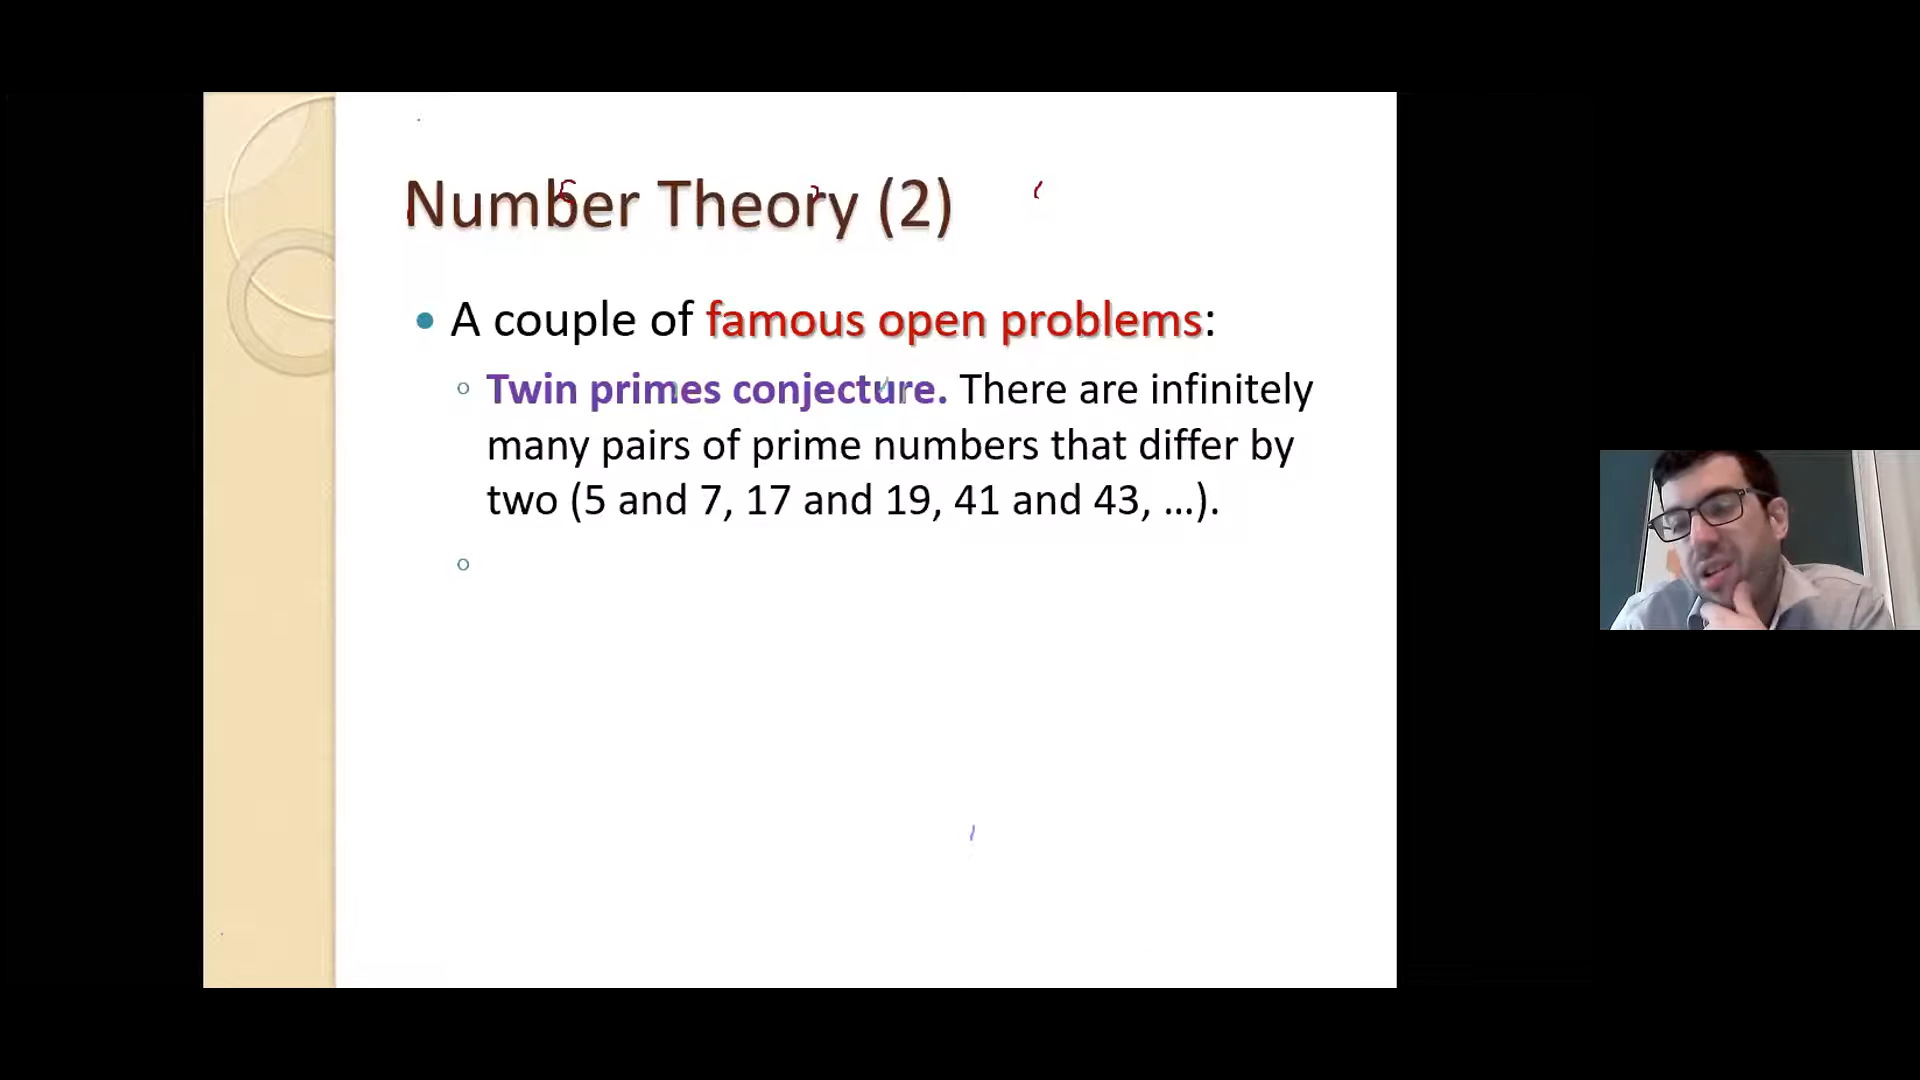 Number Theory (2)
• A couple of famous open problems:
◦ Twin primes conjecture. There are infinitely
many pairs of prime numbers that differ by
two (5 and 7, 17 and 19, 41 and 43, ...).